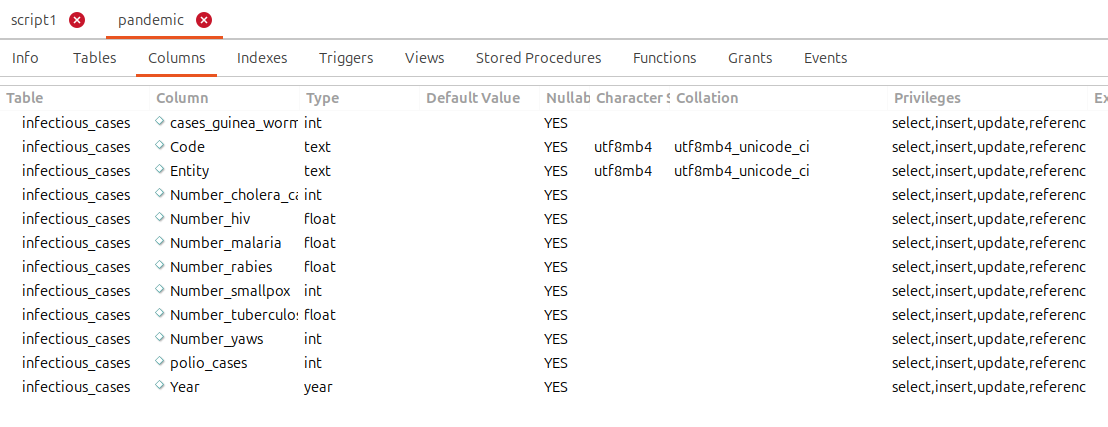 script1 pandemic
Info Tables Columns Indexes Triggers Views Stored Procedures Functions Grants Events
Table Column Type Default Value Nullab Character S Collation Privileges Ex
infectious_cases cases_guinea_worm int YES select,insert,update,referenc
infectious_cases Code text YES utf8mb4 utf8mb4_unicode_ci select,insert,update,referenc
infectious_cases Entity text YES utf8mb4 utf8mb4_unicode_ci select,insert,update,referenc
infectious_cases Number_cholera_ca int YES select,insert,update,referenc
infectious_cases Number_hiv float YES select,insert,update,referenc
infectious_cases Number_malaria float YES select,insert,update,referenc
infectious_cases Number_rabies float YES select,insert,update,referenc
infectious_cases Number_smallpox int YES select,insert,update,referenc
infectious_cases Number_tuberculos float YES select,insert,update,referenc
infectious_cases Number_yaws int YES select,insert,update,referenc
infectious_cases polio_cases int YES select,insert,update,referenc
infectious_cases Year year YES select,insert,update,referenc